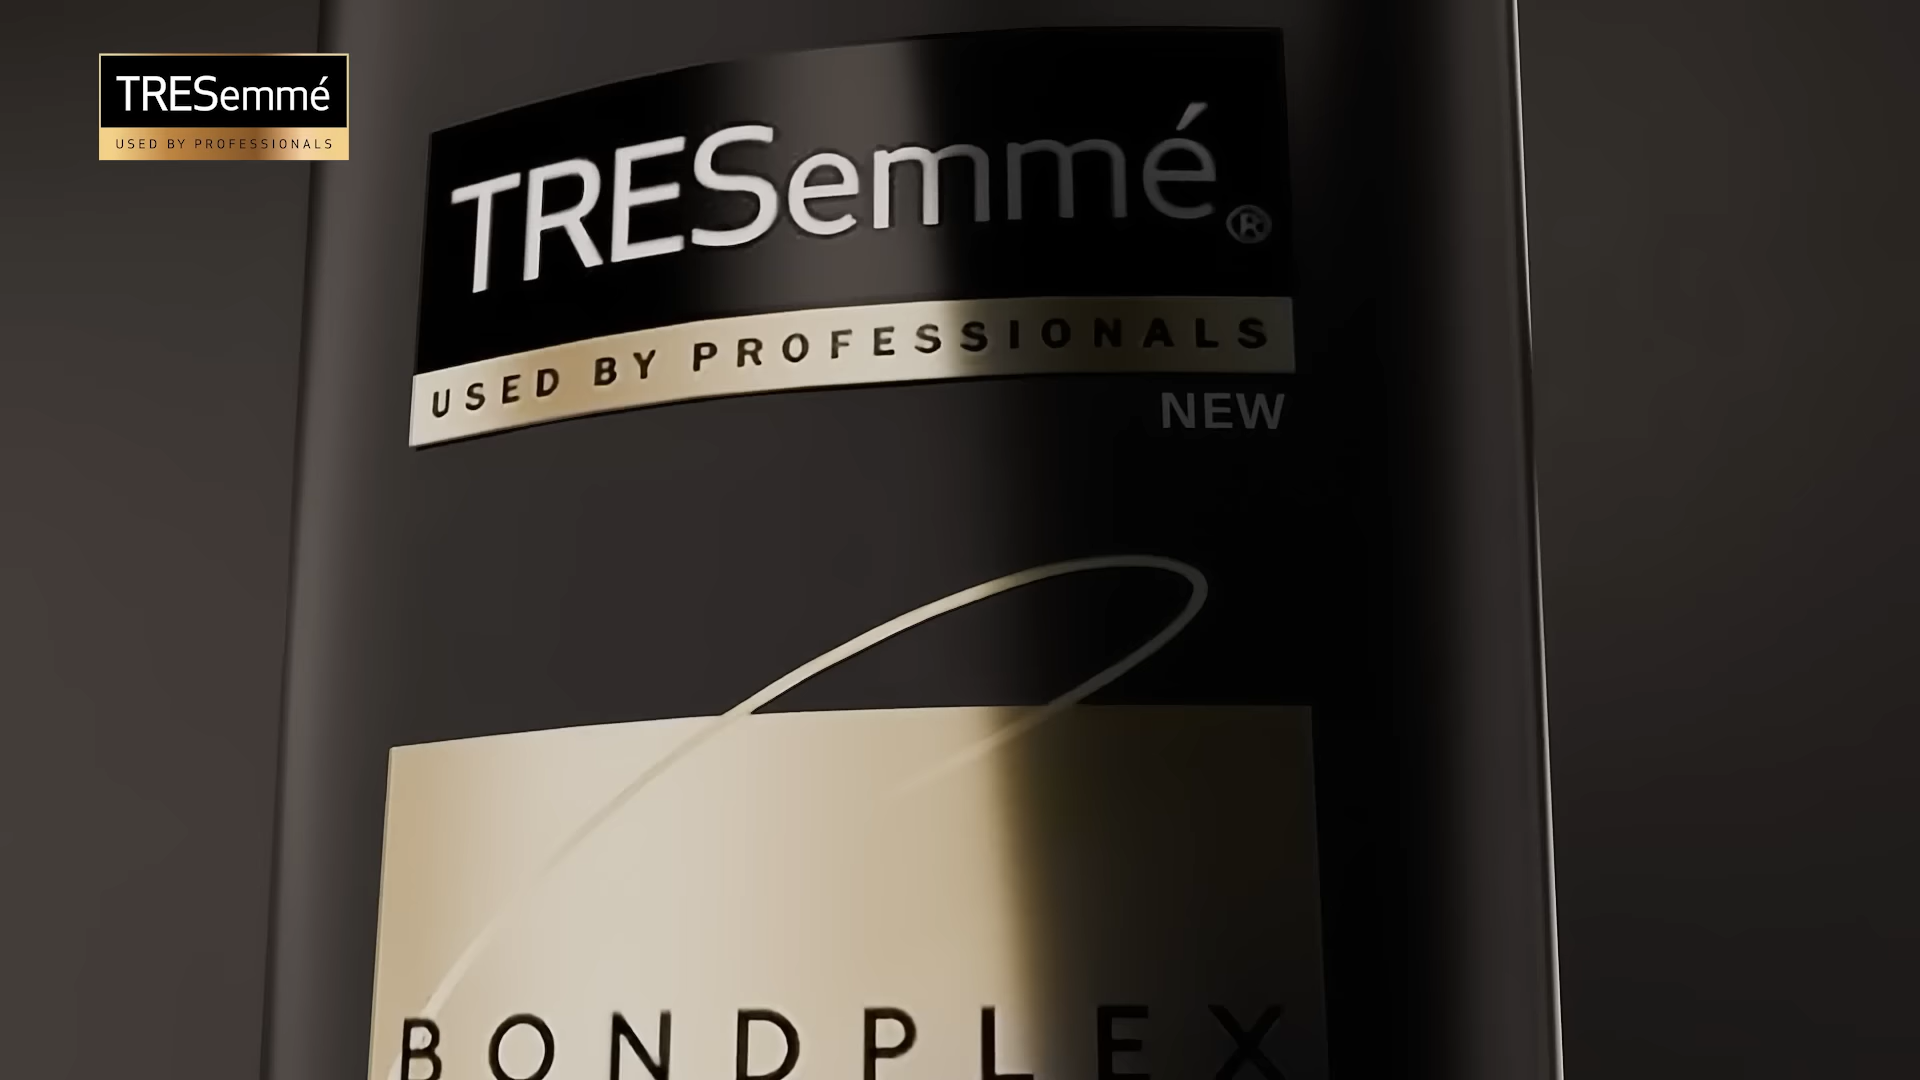 TRESemmé
USED BY PROFESSIONALS
TRESemmé®
USED BY PROFESSIONALS
NEW
BONDPLEX